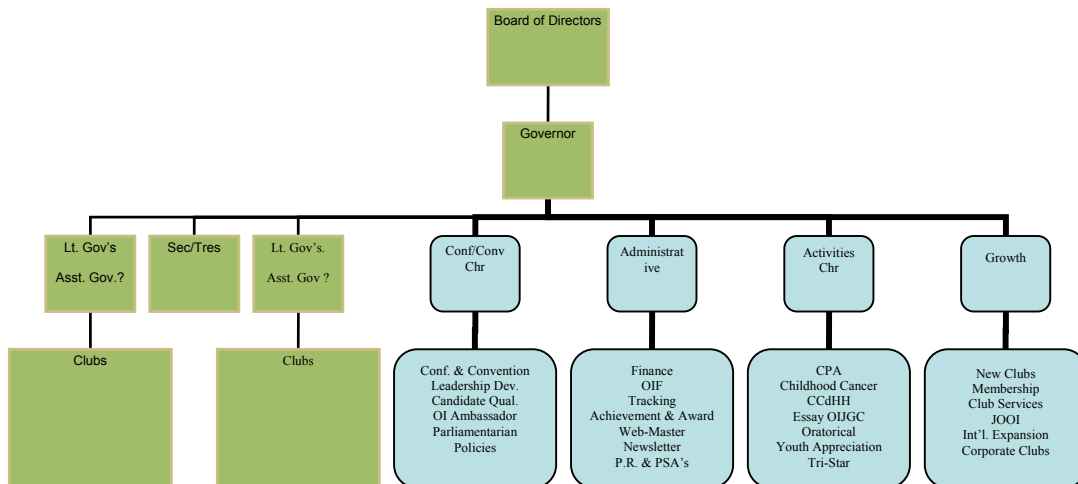 Board of Directors
Governor
Lt. Gov's
Asst. Gov.?
Sec/Tres
Lt. Gov's.
Asst. Gov ?
Conf/Conv
Chr
Administrat
ive
Activities
Chr
Growth
Clubs
Clubs
Conf. & Convention
Leadership Dev.
Candidate Qual.
OI Ambassador
Parliamentarian
Policies
Finance
OIF
Tracking
Achievement & Award
Web-Master
Newsletter
P.R. & PSA's
CPA
Childhood Cancer
CCdHH
Essay OIJGC
Oratorical
Youth Appreciation
Tri-Star
New Clubs
Membership
Club Services
JOOI
Int'l. Expansion
Corporate Clubs